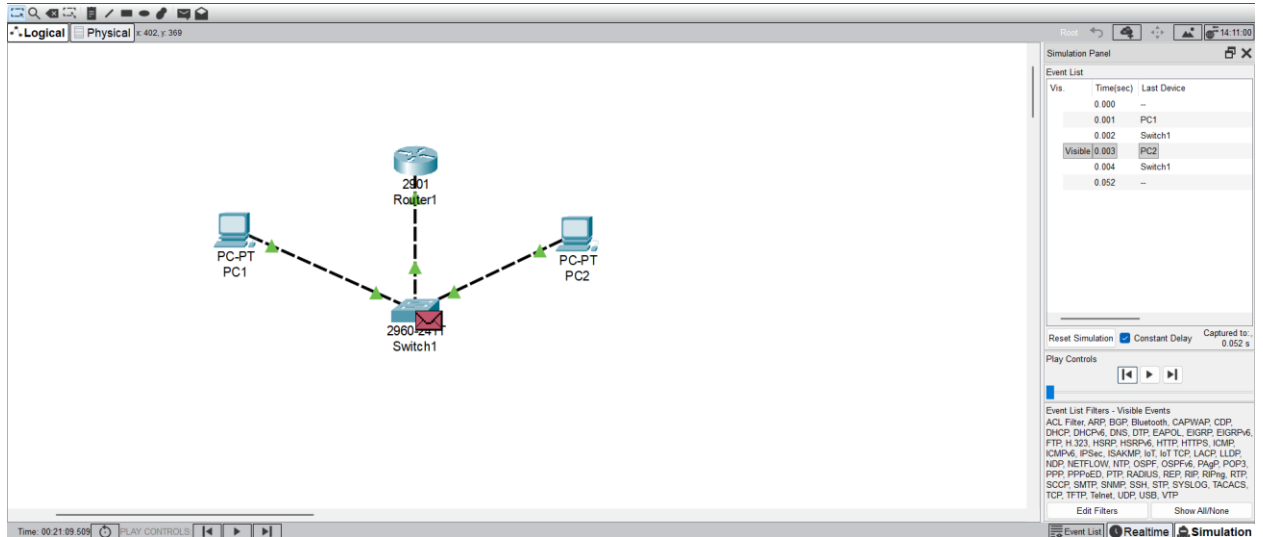 Logical Physical x: 402, y: 369 Root 14:11:00
2901
Router1
PC-PT
PC1
PC-PT
PC2
Switch1
Simulation Panel
Event List
Vis. Time(sec) Last Device
0.000 --
0.001 PC1
0.002 Switch1
Visible 0.003 PC2
0.004 Switch1
0.052 --
Reset Simulation Constant Delay Captured to:
0.052 s
Play Controls
Event List Filters - Visible Events
ACL Filter, ARP, BGP, Bluetooth, CAPWAP, CDP,
DHCP, DHCPv6, DNS, DTP, EAPOL, EIGRP, EIGRPv6,
FTP, H.323, HSRP, HSRPv6, HTTP, HTTPS, ICMP,
ICMPv6, IPSec, ISAKMP, IoT, IoT TCP, LACP, LLDP,
NDP, NETFLOW, NTP, OSPF, OSPFv6, PAgP, POP3,
PPP, PPPoED, PTP, RADIUS, REP, RIP, RIPng, RTP,
SCCP, SMTP, SNMP, SSH, STP, SYSLOG, TACACS,
TCP, TFTP, Telnet, UDP, USB, VTP
Edit Filters Show All/None
Time: 00:21:09.509 PLAY CONTROLS: Event List Realtime Simulation